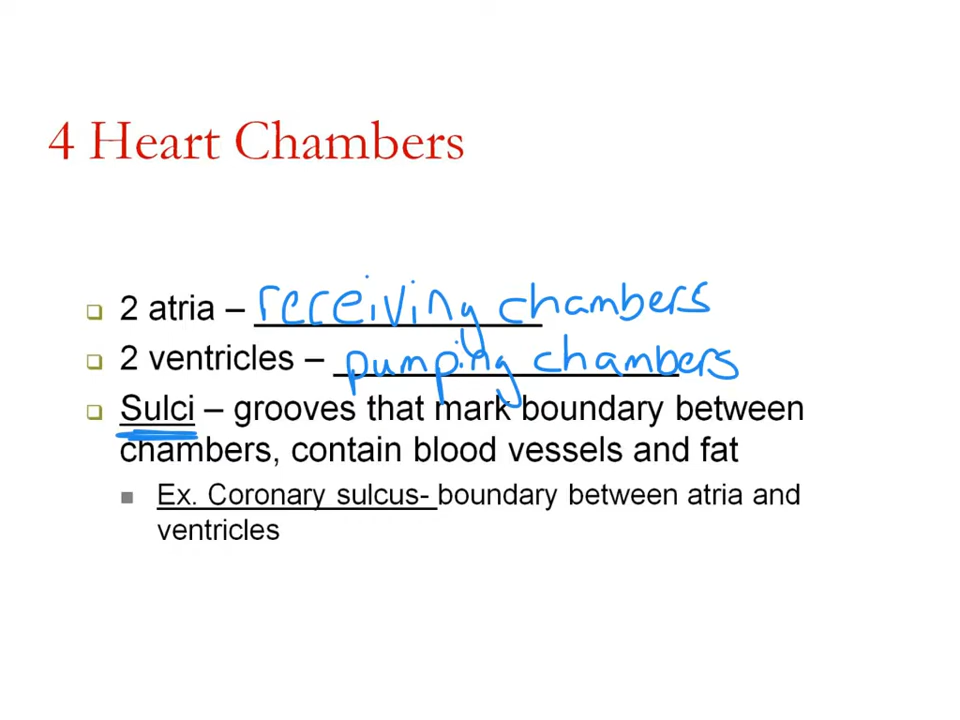 4 Heart Chambers
2 atria – receiving chambers
2 ventricles – pumping chambers
Sulci – grooves that mark boundary between
chambers, contain blood vessels and fat
Ex. Coronary sulcus- boundary between atria and
ventricles